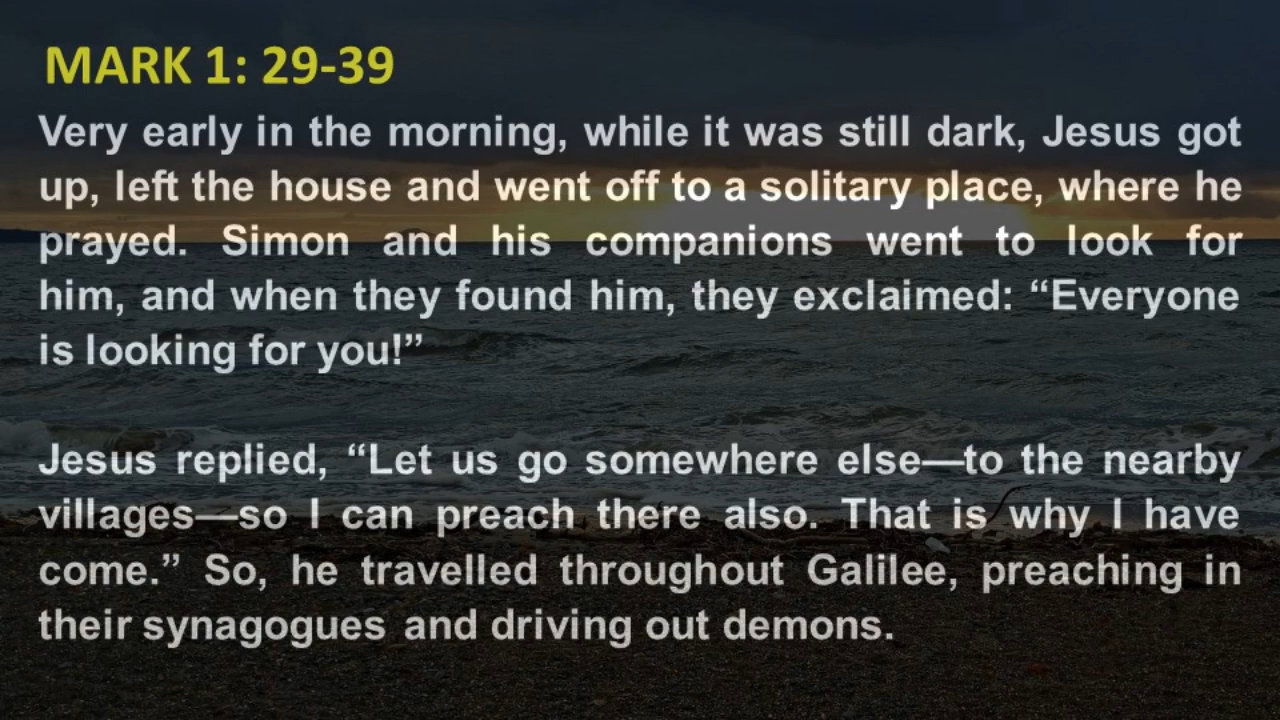 MARK 1: 29-39
Very early in the morning, while it was still dark, Jesus got
up, left the house and went off to a solitary place, where he
prayed. Simon and his companions went to look for
him, and when they found him, they exclaimed: “Everyone
is looking for you!”
Jesus replied, “Let us go somewhere else—to the nearby
villages—so I can preach there also. That is why I have
come.” So, he travelled throughout Galilee, preaching in
their synagogues and driving out demons.